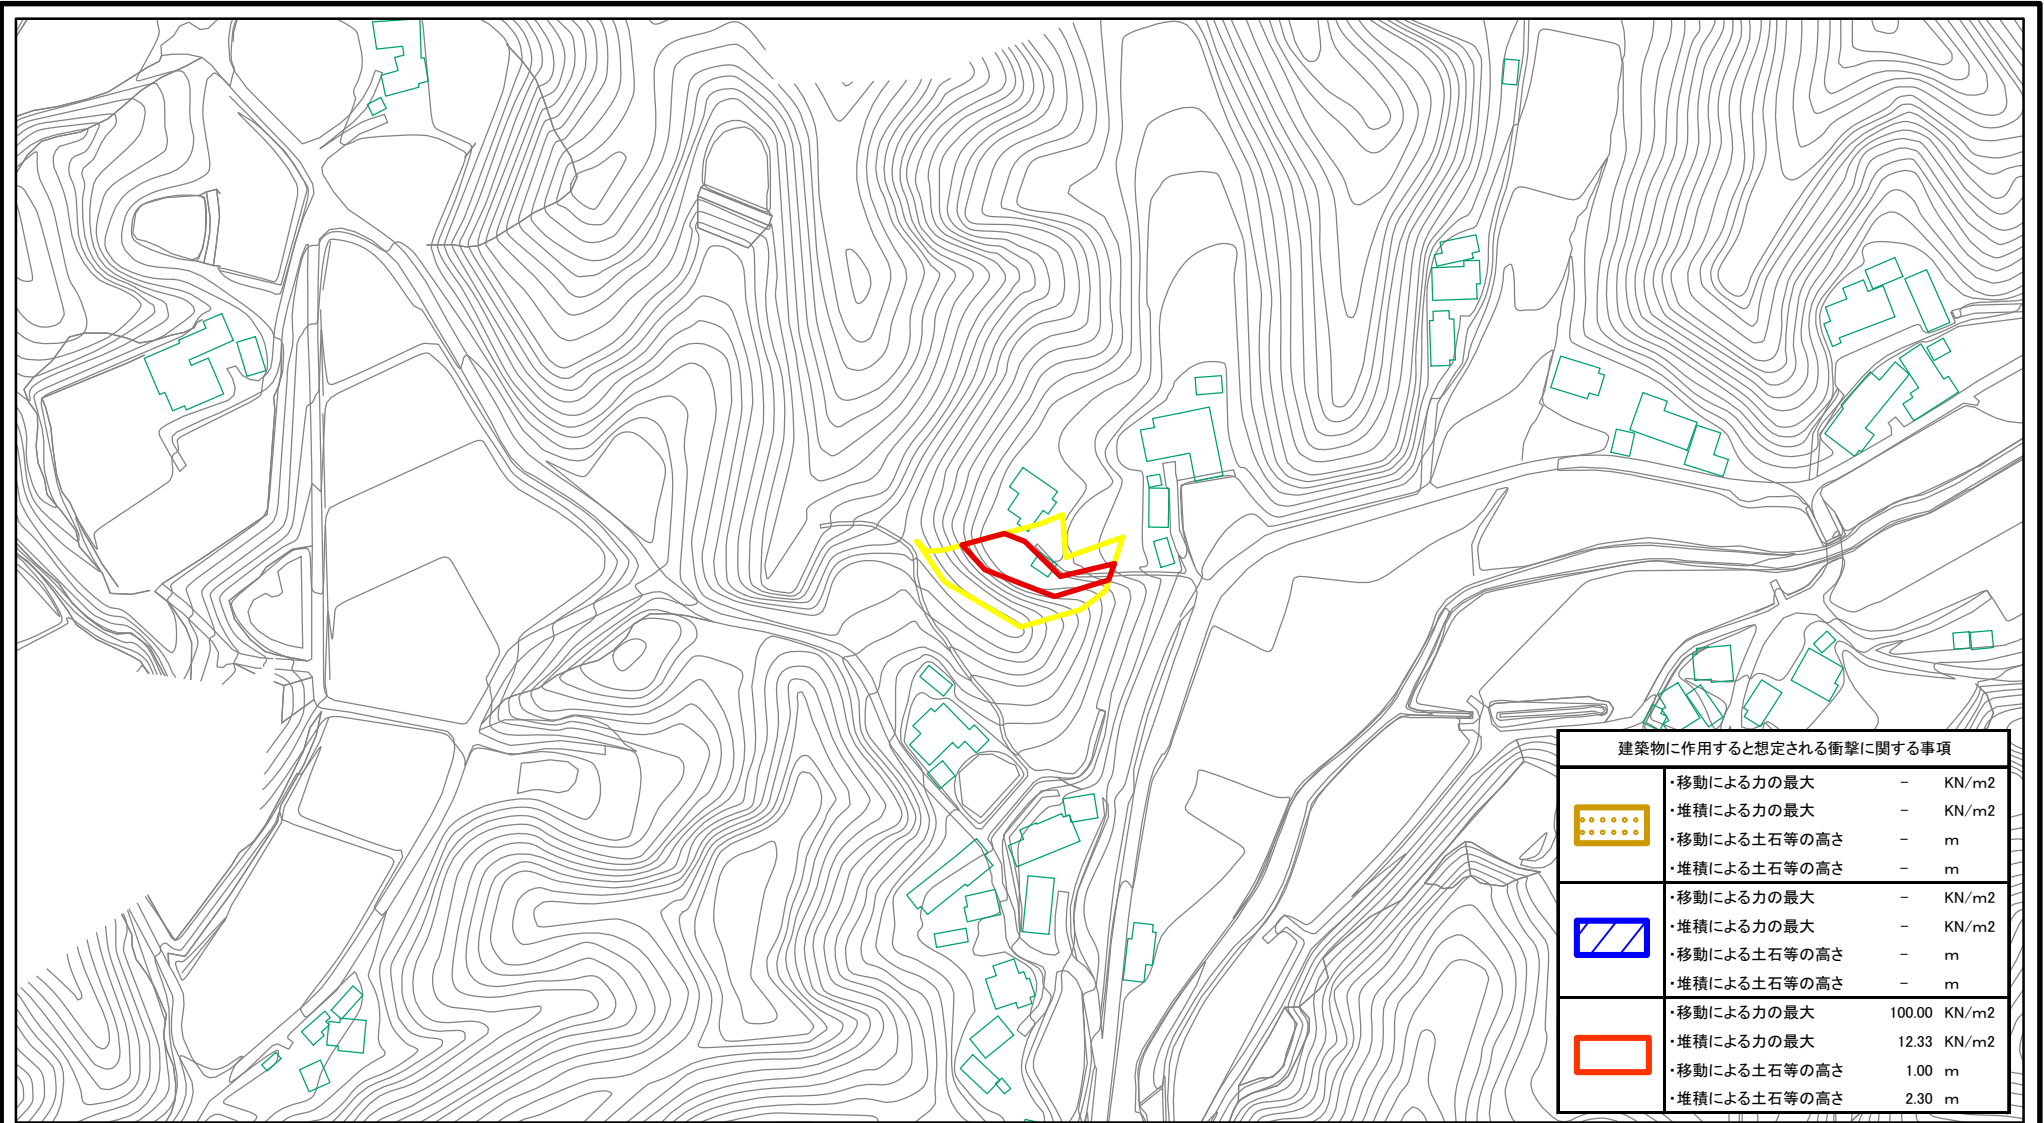 建築物に作用すると想定される衝撃に関する事項
・移動による力の最大 - KN/m2
・堆積による力の最大 - KN/m2
・移動による土石等の高さ - m
・堆積による土石等の高さ - m
・移動による力の最大 - KN/m2
・堆積による力の最大 - KN/m2
・移動による土石等の高さ - m
・堆積による土石等の高さ - m
・移動による力の最大 100.00 KN/m2
・堆積による力の最大 12.33 KN/m2
・移動による土石等の高さ 1.00 m
・堆積による土石等の高さ 2.30 m